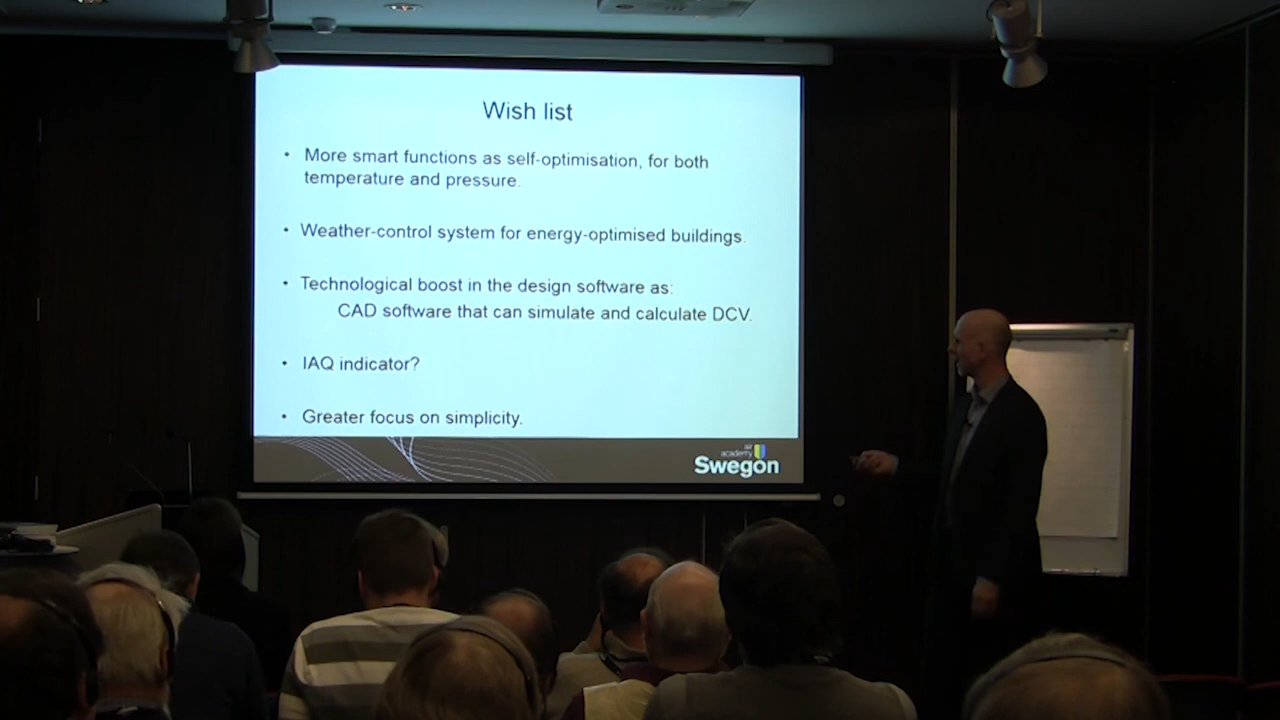 Wish list
• More smart functions as self-optimisation, for both
temperature and pressure.
• Weather-control system for energy-optimised buildings.
• Technological boost in the design software as:
CAD software that can simulate and calculate DCV.
• IAQ indicator?
• Greater focus on simplicity.
air
academy
Swegon